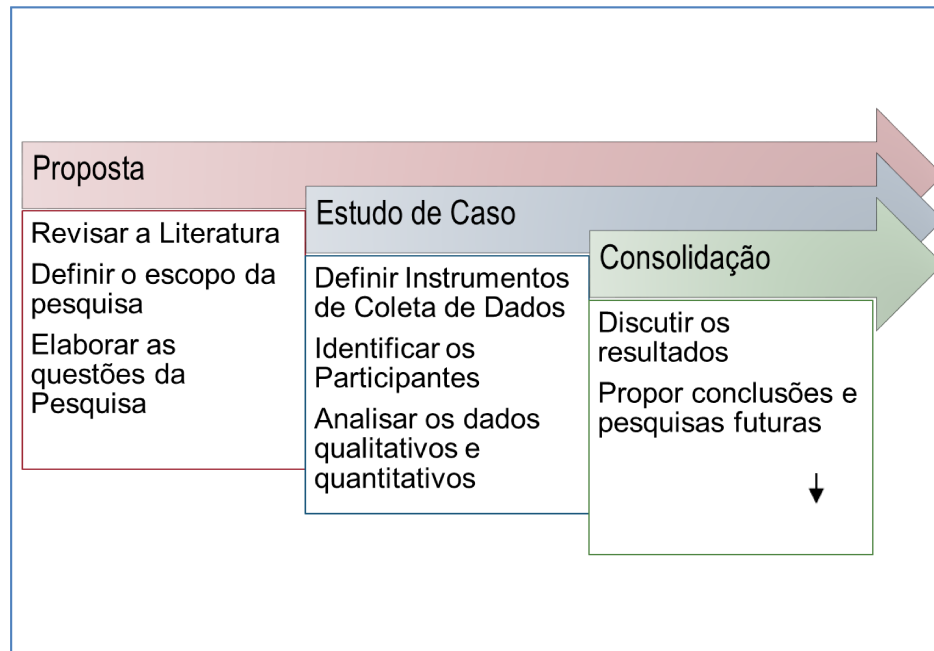 Proposta
Revisar a Literatura
Definir o escopo da
pesquisa
Elaborar as
questões da
Pesquisa
Estudo de Caso
Definir Instrumentos
de Coleta de Dados
Identificar os
Participantes
Analisar os dados
qualitativos e
quantitativos
Consolidação
Discutir os
resultados
Propor conclusões e
pesquisas futuras